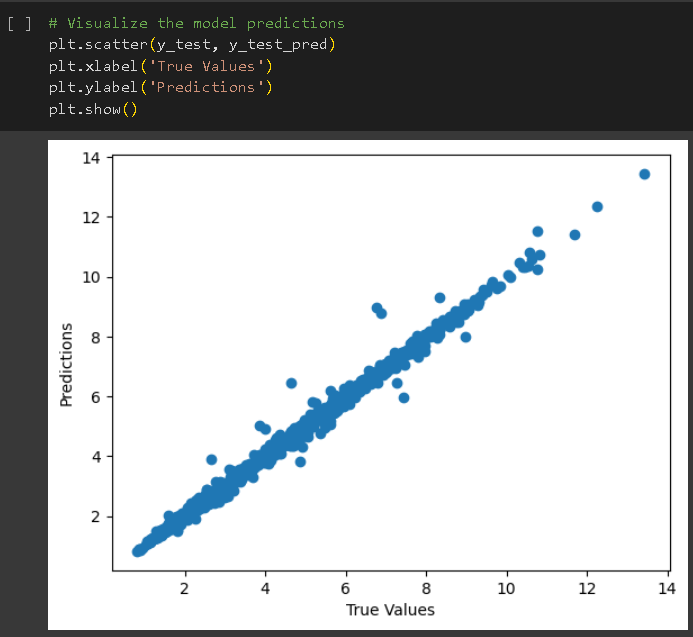 [ ] # Visualize the model predictions
plt.scatter(y_test, y_test_pred)
plt.xlabel('True Values')
plt.ylabel('Predictions')
plt.show()
14
12
10
8
6
4
2
Predictions
2 4 6 8 10 12 14
True Values